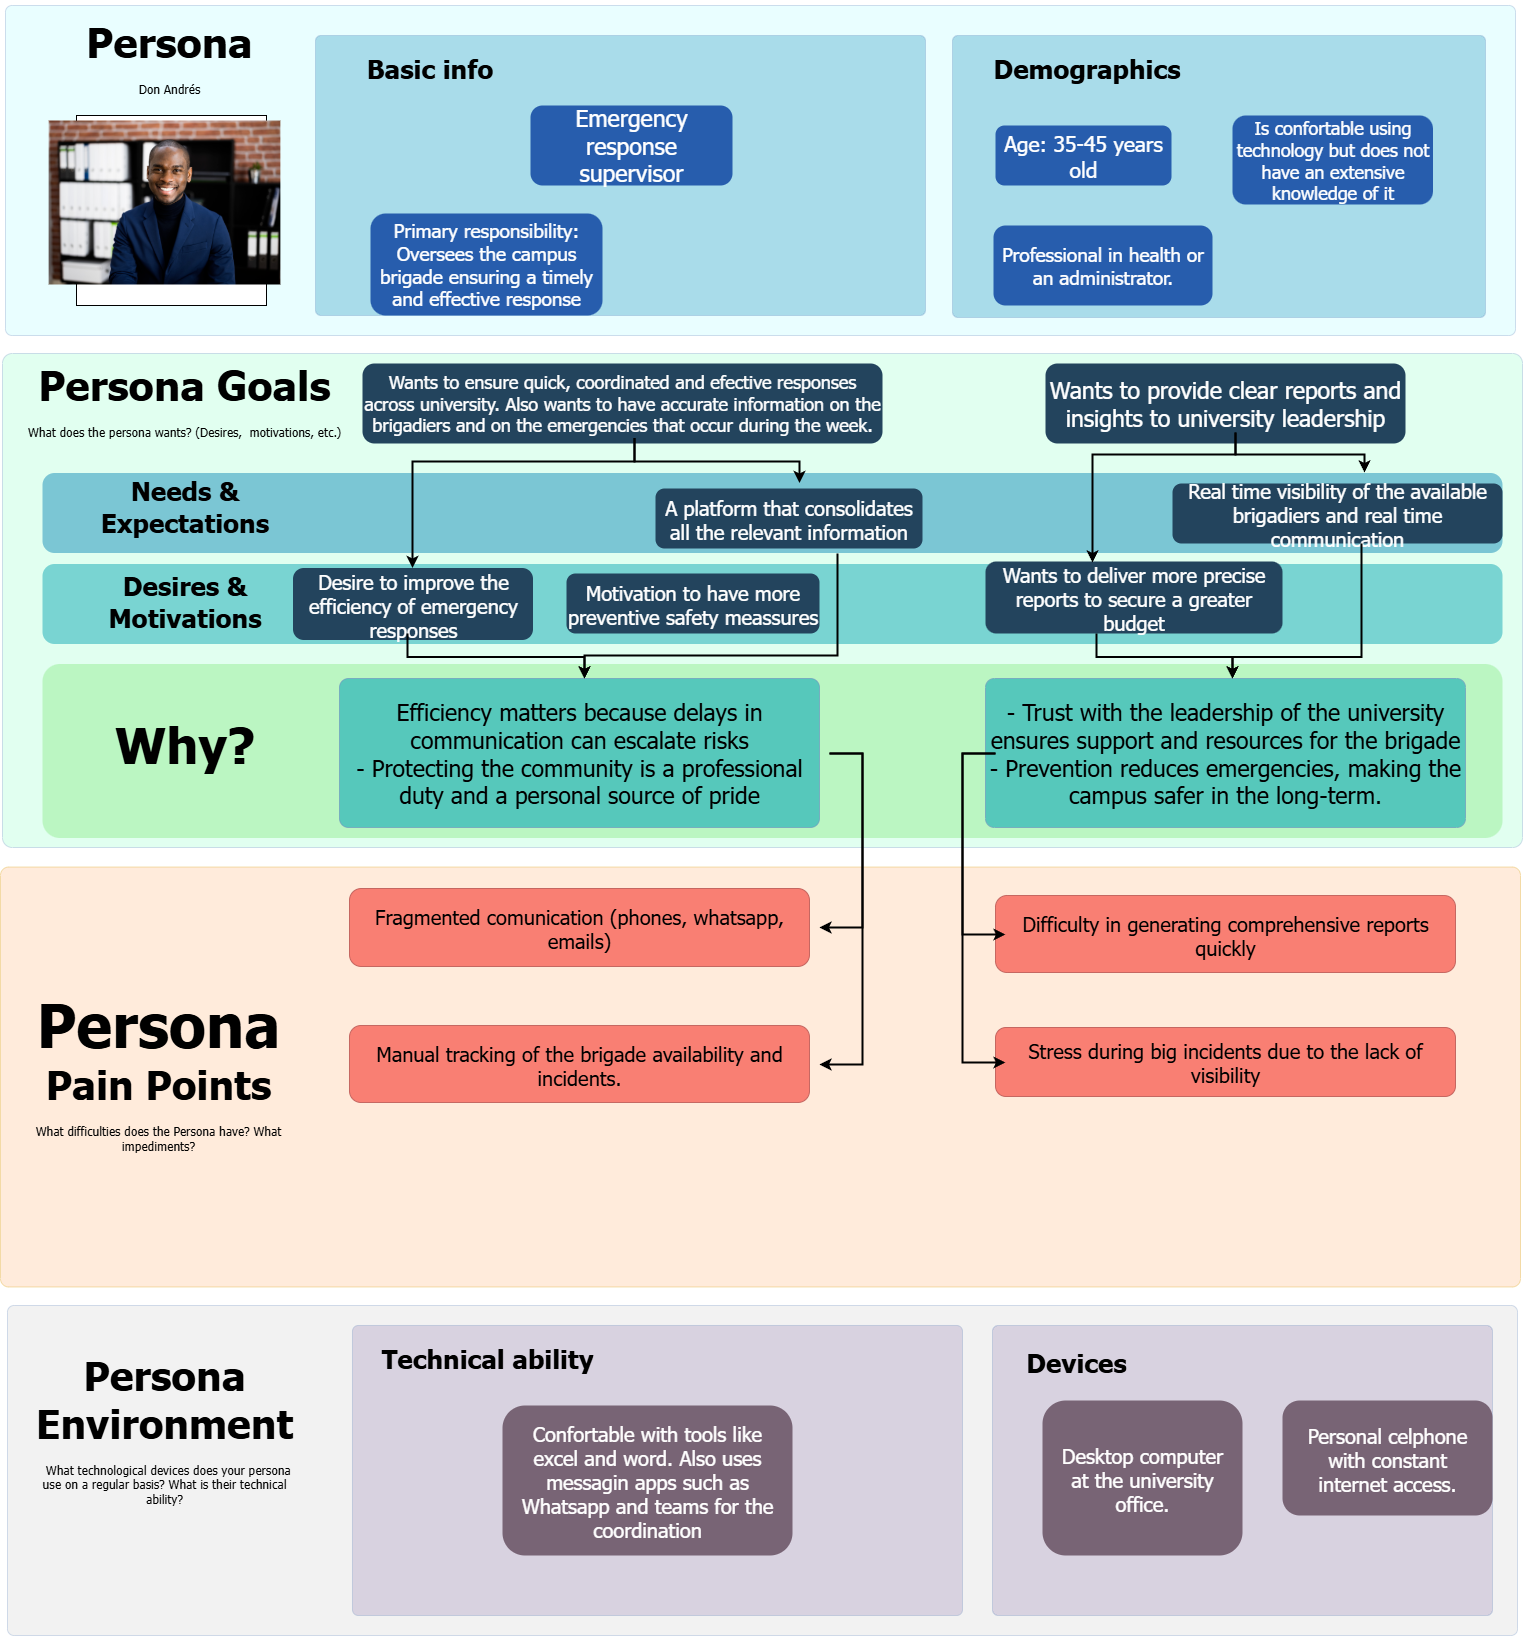 Persona
Don Andrés
Basic info
Emergency
response
supervisor
Primary responsibility:
Oversees the campus
brigade ensuring a timely
and effective response
Demographics
Age: 35-45 years
old
Is confortable using
technology but does not
have an extensive
knowledge of it
Professional in health or
an administrator.
Persona Goals
What does the persona wants? (Desires, motivations, etc.)
Wants to ensure quick, coordinated and efective responses
across university. Also wants to have accurate information on the
brigadiers and on the emergencies that occur during the week.
Wants to provide clear reports and
insights to university leadership
Needs &
Expectations
A platform that consolidates
all the relevant information
Real time visibility of the available
brigadiers and real time
communication
Desires &
Motivations
Desire to improve the
efficiency of emergency
responses
Motivation to have more
preventive safety meassures
Wants to deliver more precise
reports to secure a greater
budget
Why?
Efficiency matters because delays in
communication can escalate risks
- Protecting the community is a professional
duty and a personal source of pride
- Trust with the leadership of the university
ensures support and resources for the brigade
- Prevention reduces emergencies, making the
campus safer in the long-term.
Persona
Pain Points
What difficulties does the Persona have? What
impediments?
Fragmented comunication (phones, whatsapp,
emails)
Difficulty in generating comprehensive reports
quickly
Manual tracking of the brigade availability and
incidents.
Stress during big incidents due to the lack of
visibility
Persona
Environment
What technological devices does your persona
use on a regular basis? What is their technical
ability?
Technical ability
Confortable with tools like
excel and word. Also uses
messagin apps such as
Whatsapp and teams for the
coordination
Devices
Desktop computer
at the university
office.
Personal celphone
with constant
internet access.